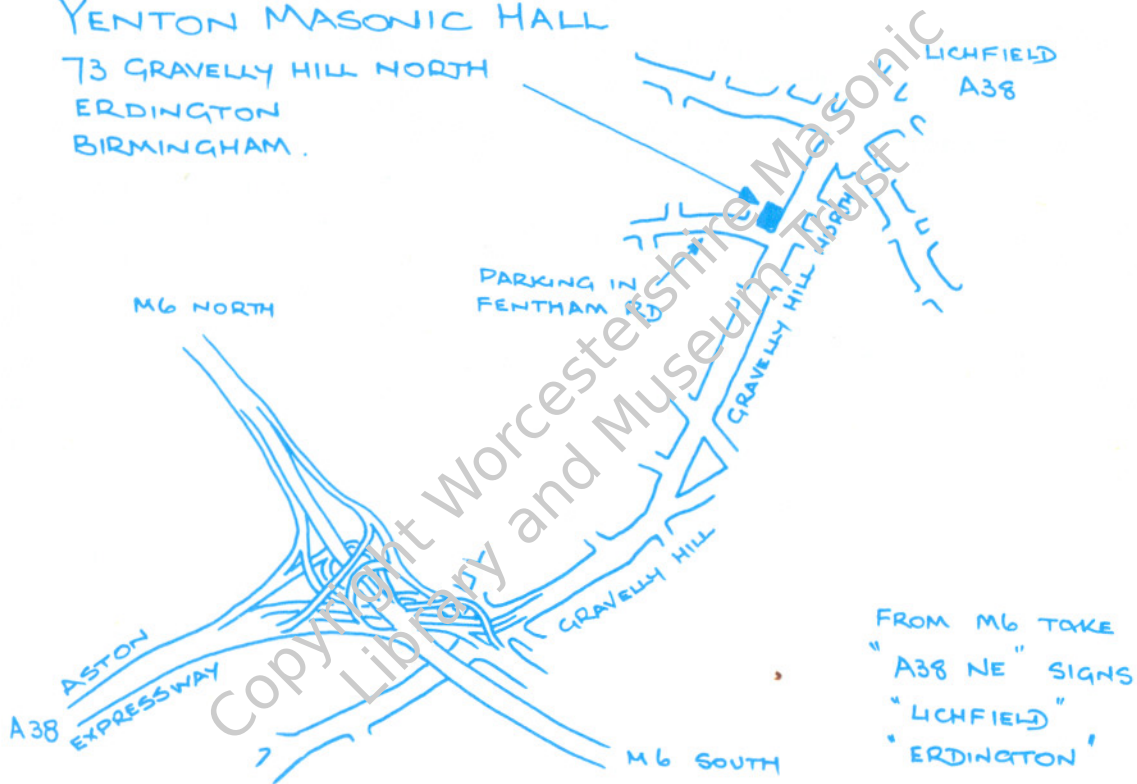 YENTON MASONIC HALL
73 GRAVELLY HILL NORTH
ERDINGTON
BIRMINGHAM.
LICHFIELD
A38
PARKING IN
FENTHAM RD
GRAVELLY HILL NORTH
M6 NORTH
GRAVELLY HILL
ASTON
EXPRESSWAY
A38
M6 SOUTH
FROM M6 TAKE
"A38 NE" SIGNS
"LICHFIELD"
"ERDINGTON"
Copyright Worcestershire Masonic
Library and Museum Trust